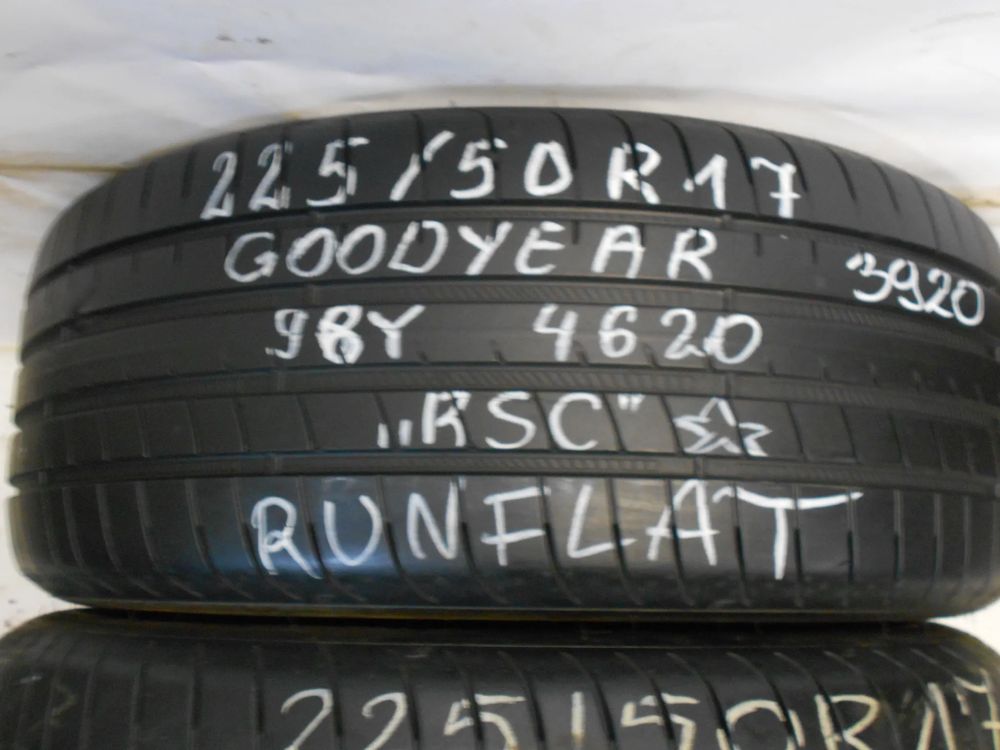 225/50R17
GOODYEAR
3920
98Y 4620
„RSC"
RUNFLAT
225/50R17